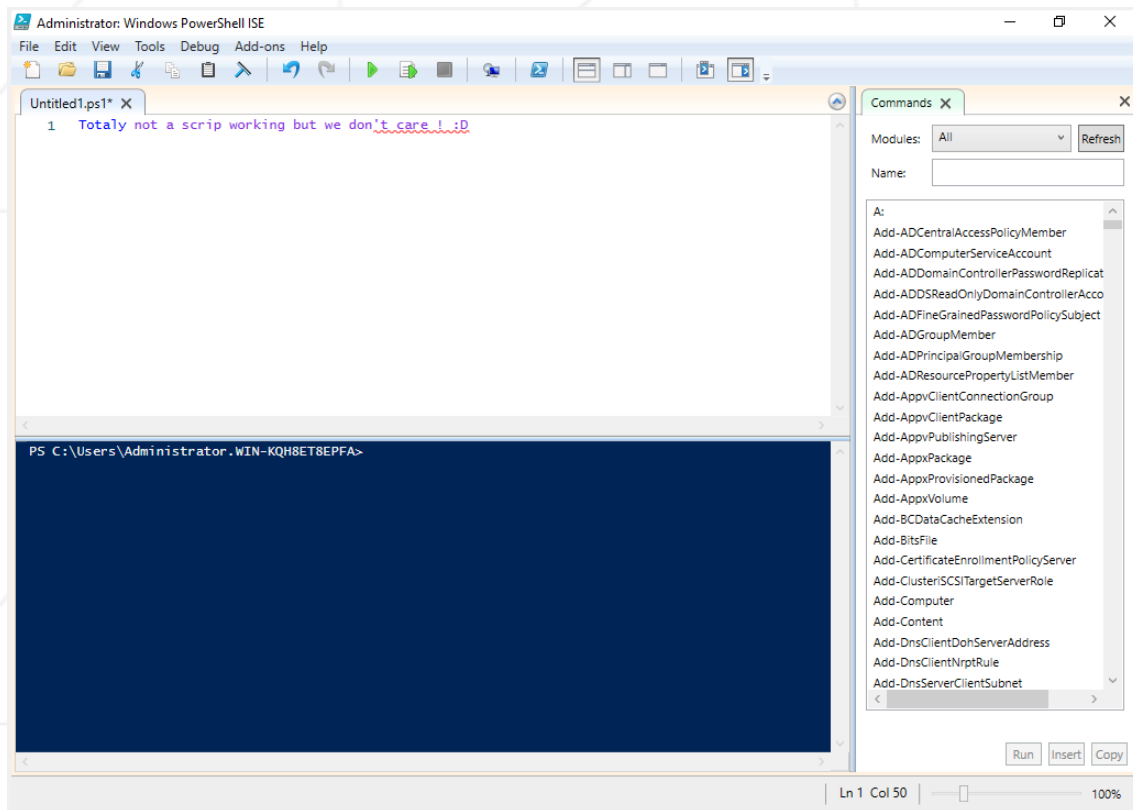 Administrator: Windows PowerShell ISE
File Edit View Tools Debug Add-ons Help
Untitled1.ps1* X
1 Totaly not a scrip working but we don't care ! :D
PS C:\Users\Administrator.WIN-KQH8ET8EPFA>
Commands X
Modules: All Refresh
Name:
A:
Add-ADCentralAccessPolicyMember
Add-ADComputerServiceAccount
Add-ADDomainControllerPasswordReplicat
Add-ADDSReadOnlyDomainControllerAcco
Add-ADFineGrainedPasswordPolicySubject
Add-ADGroupMember
Add-ADPrincipalGroupMembership
Add-ADResourcePropertyListMember
Add-AppvClientConnectionGroup
Add-AppvClientPackage
Add-AppvPublishingServer
Add-AppxPackage
Add-AppxProvisionedPackage
Add-AppxVolume
Add-BCDataCacheExtension
Add-BitsFile
Add-CertificateEnrollmentPolicyServer
Add-ClusteriSCSITargetServerRole
Add-Computer
Add-Content
Add-DnsClientDohServerAddress
Add-DnsClientNrptRule
Add-DnsServerClientSubnet
Run Insert Copy
Ln 1 Col 50 100%